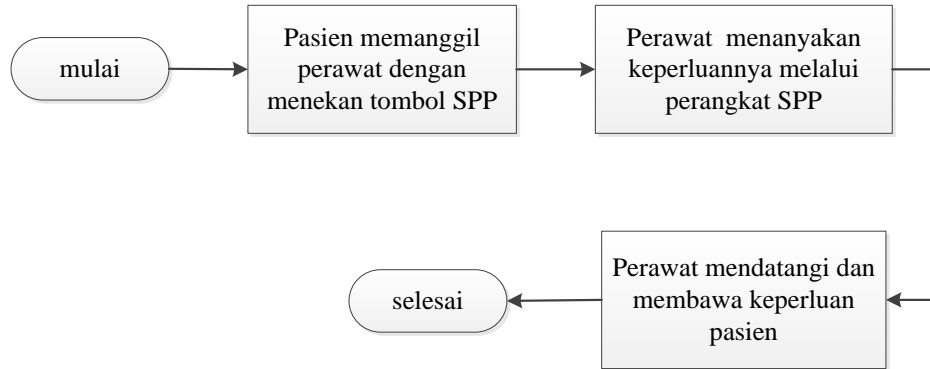 mulai
Pasien memanggil
perawat dengan
menekan tombol SPP
Perawat  menanyakan
keperluannya melalui
perangkat SPP
Perawat mendatangi dan
membawa keperluan
pasien
selesai